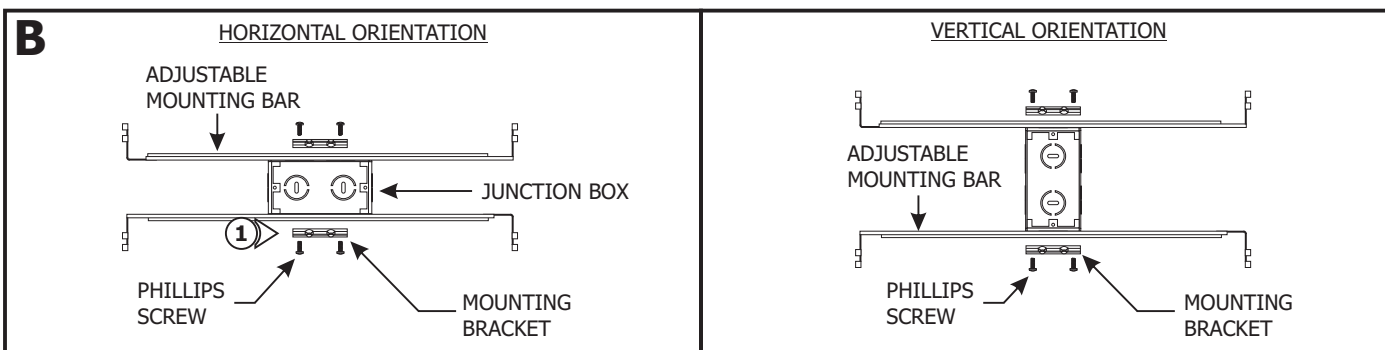 B
HORIZONTAL ORIENTATION
ADJUSTABLE
MOUNTING BAR
JUNCTION BOX
1
PHILLIPS
SCREW
MOUNTING
BRACKET
VERTICAL ORIENTATION
ADJUSTABLE
MOUNTING BAR
PHILLIPS
SCREW
MOUNTING
BRACKET